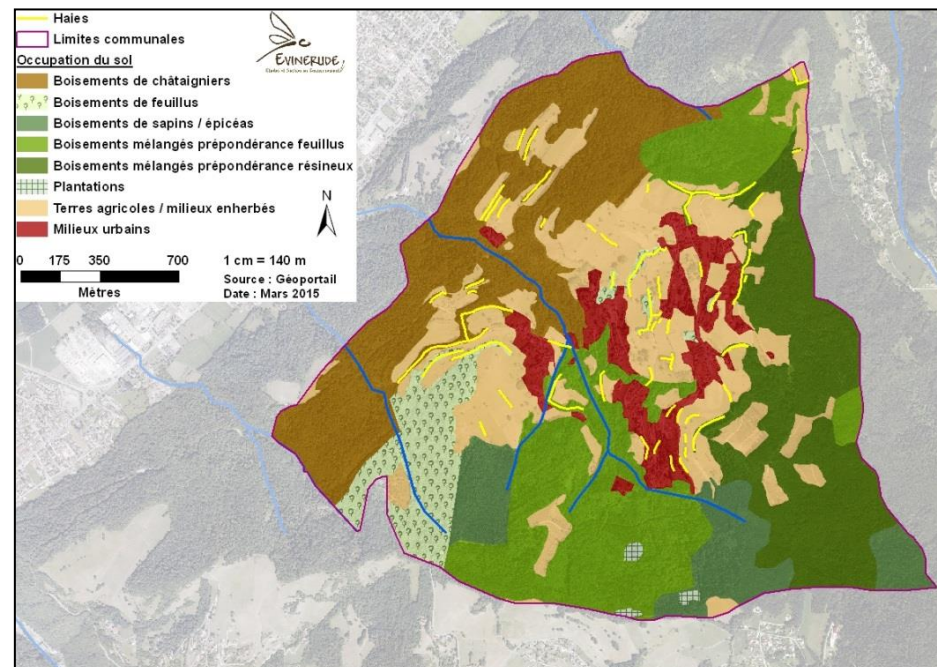 Haies
Limites communales
EVINERUDE
Occupation du sol
Boisements de châtaigniers
Boisements de feuillus
Boisements de sapins / épicéas
Boisements mélangés prépondérance feuillus
Boisements mélangés prépondérance résineux
Plantations
Terres agricoles / milieux enherbés
Milieux urbains
N
0 175 350 700
Mètres
1 cm = 140 m
Source : Géoportail
Date : Mars 2015